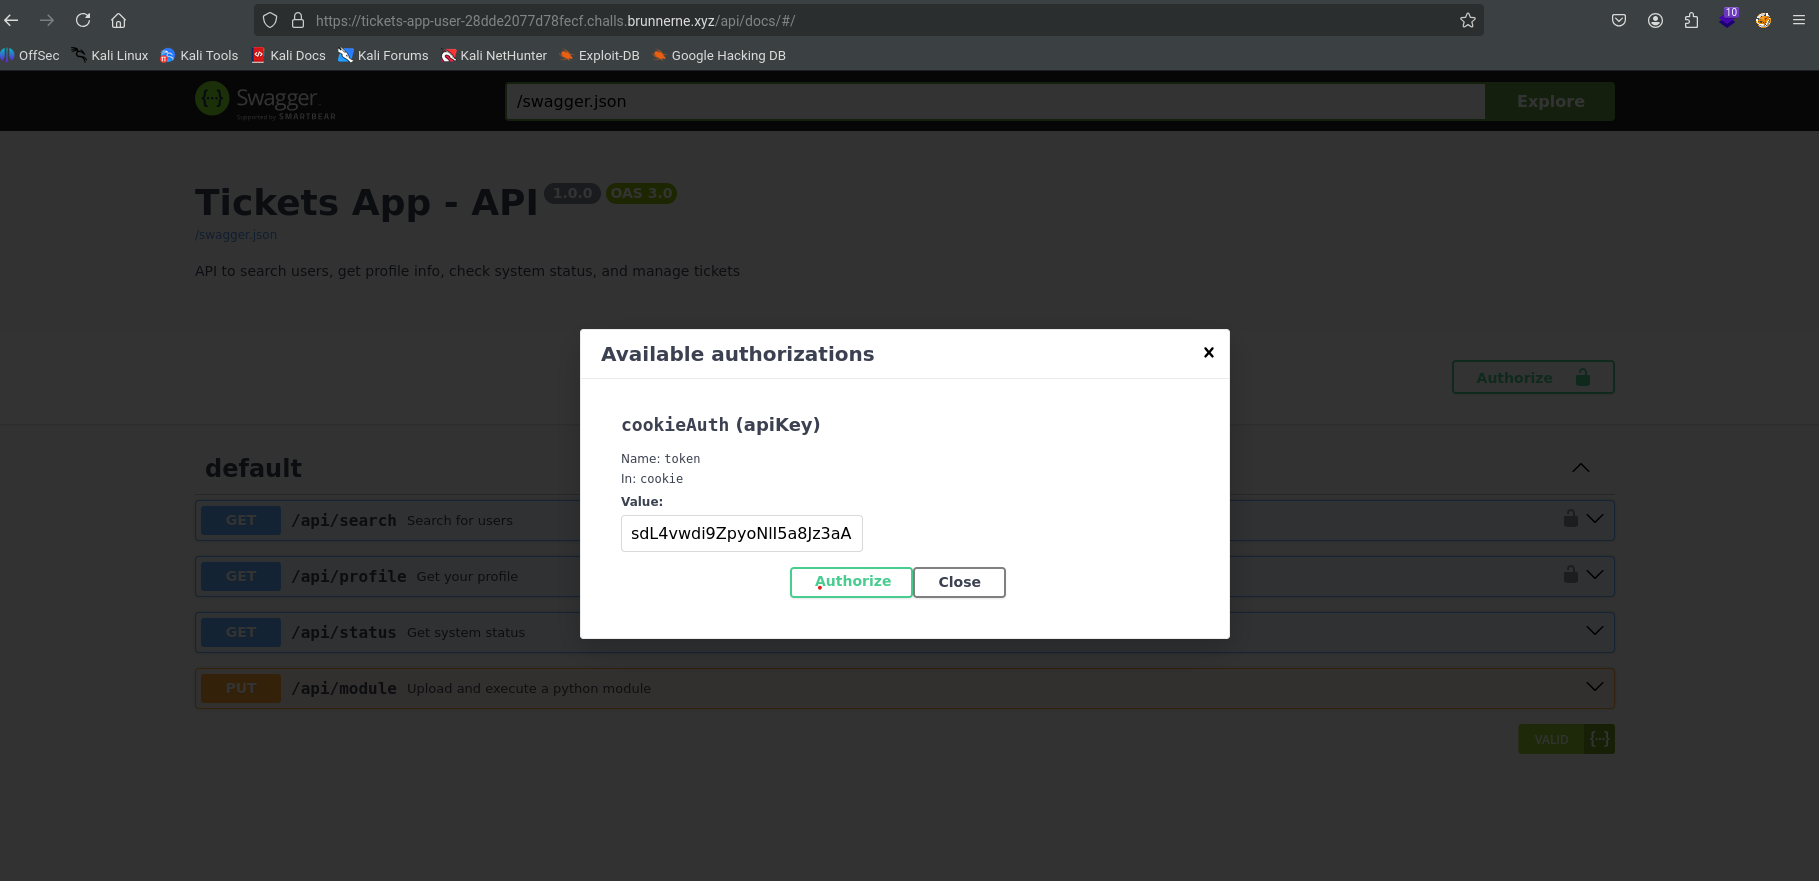 https://tickets-app-user-28dde2077d78fecf.challs.brunnerne.xyz/api/docs/#/
10
OffSec Kali Linux Kali Tools Kali Docs Kali Forums Kali NetHunter Exploit-DB Google Hacking DB
{···} Swagger. /swagger.json Explore
Supported by SMARTBEAR
Tickets App - API 1.0.0 OAS 3.0
/swagger.json
API to search users, get profile info, check system status, and manage tickets
Available authorizations x
Authorize
cookieAuth (apiKey)
Name: token
In: cookie
Value:
sdL4vwdi9ZpyoNlI5a8Jz3aA
Authorize Close
default
GET /api/search Search for users
GET /api/profile Get your profile
GET /api/status Get system status
PUT /api/module Upload and execute a python module
VALID {···}